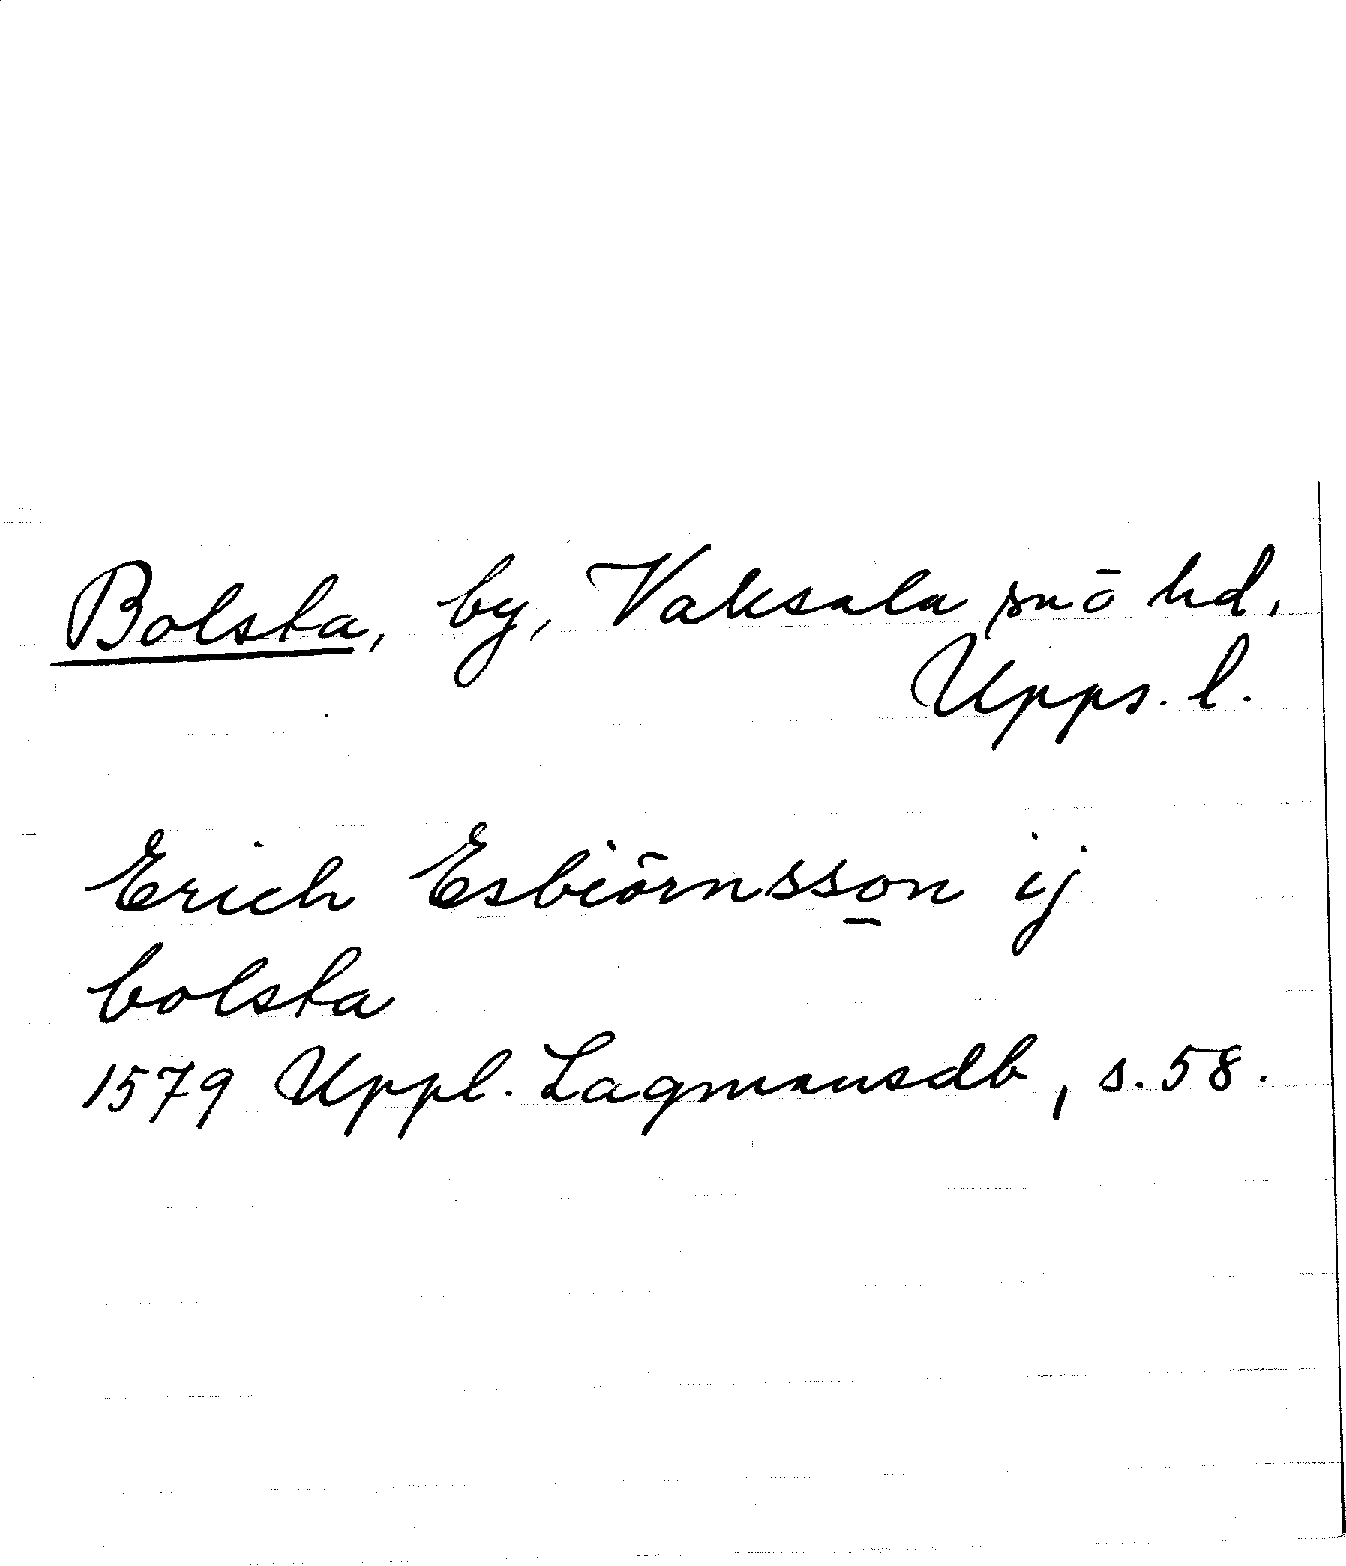 Bolsta, by, Vaksala sn o hd,
Upps. l.
Erich Esbiörnsson ij
bolsta
1579 Uppl. Lagmansdb, s. 58.